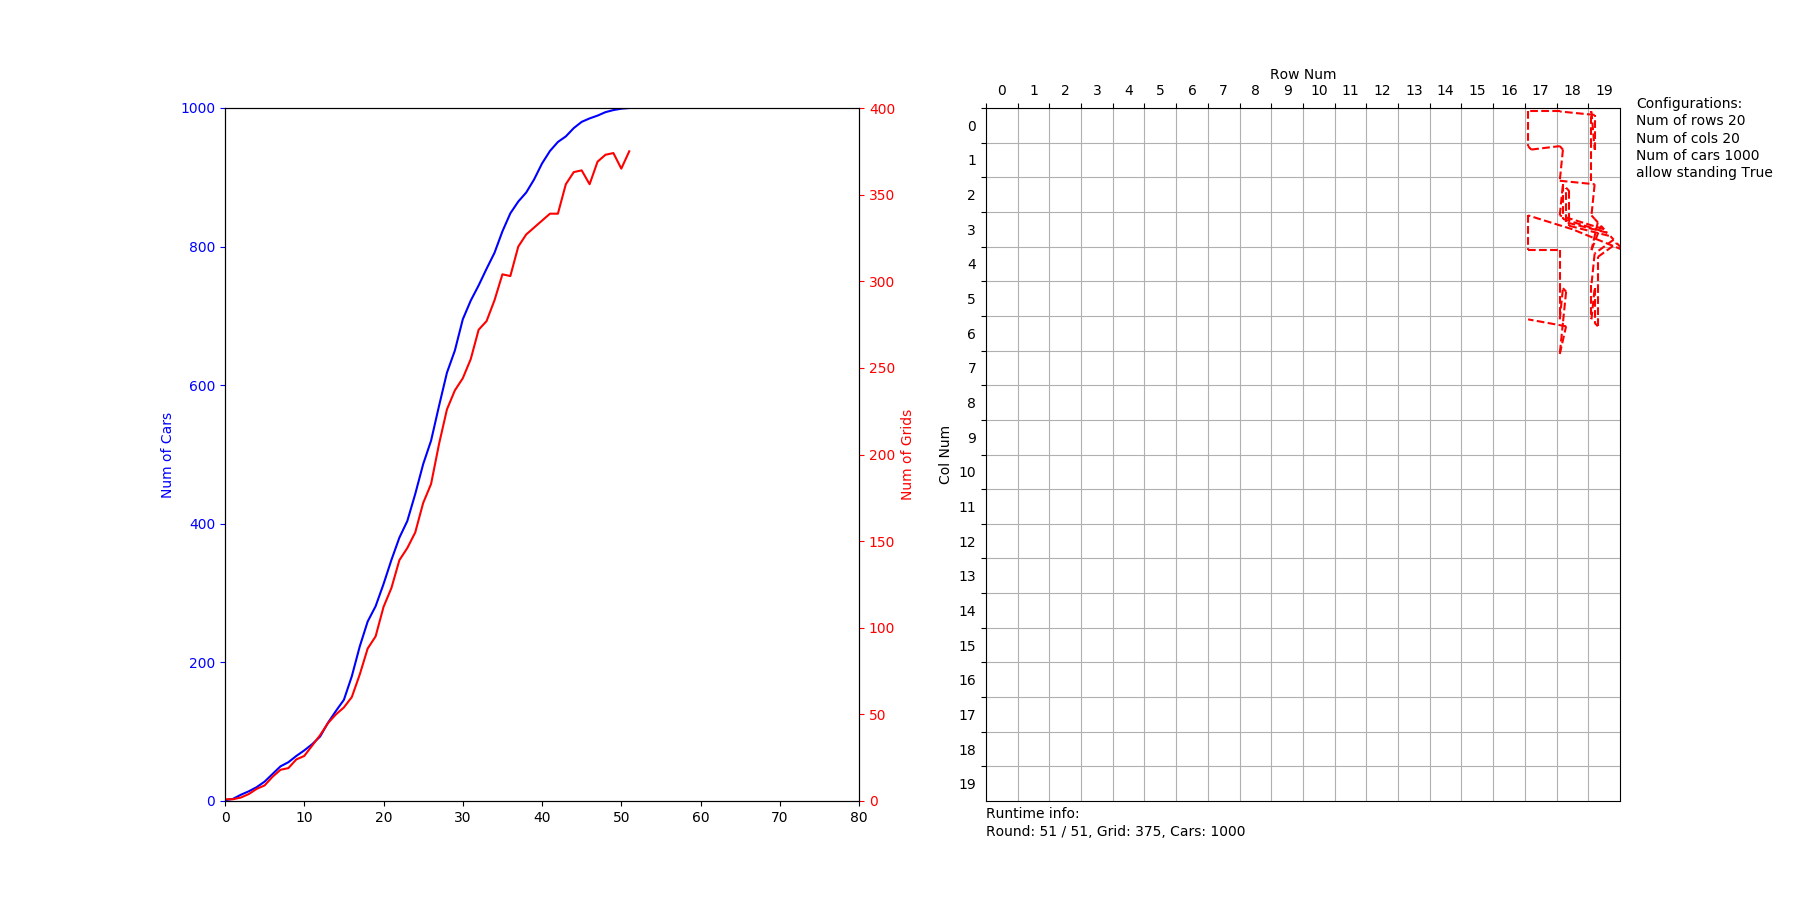 Row Num
0 1 2 3 4 5 6 7 8 9 10 11 12 13 14 15 16 17 18 19
Configurations:
Num of rows 20
Num of cols 20
Num of cars 1000
allow standing True
1000
800
600
400
200
0
Num of Cars
0 10 20 30 40 50 60 70 80
400
350
300
250
200
150
100
50
0
Num of Grids
Col Num
0
1
2
3
4
5
6
7
8
9
10
11
12
13
14
15
16
17
18
19
Runtime info:
Round: 51 / 51, Grid: 375, Cars: 1000